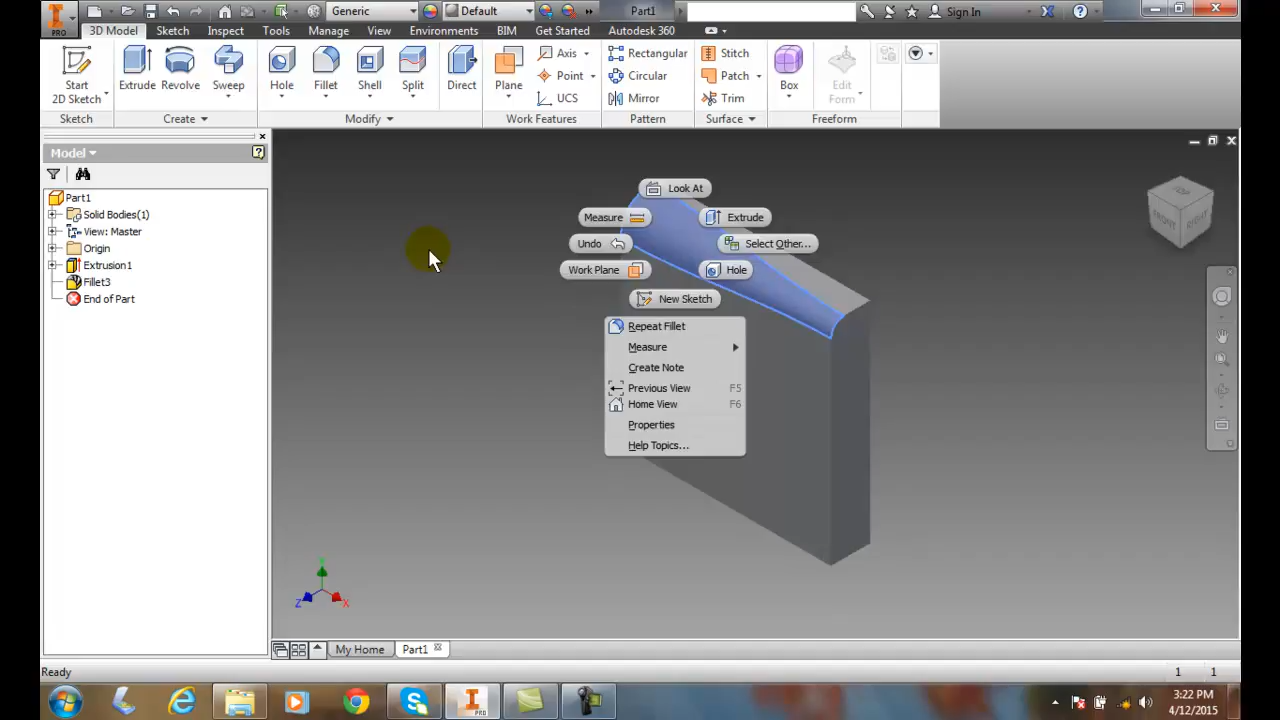 Generic
Default
Part1
Sign In
PRO
3D Model
Sketch
Inspect
Tools
Manage
View
Environments
BIM
Get Started
Autodesk 360
Start
2D Sketch
Extrude
Revolve
Sweep
Hole
Fillet
Shell
Split
Direct
Plane
Axis
Point
UCS
Rectangular
Circular
Mirror
Stitch
Patch
Trim
Box
Edit
Form
Sketch
Create
Modify
Work Features
Pattern
Surface
Freeform
Model
Part1
Solid Bodies(1)
View: Master
Origin
Extrusion1
Fillet3
End of Part
Look At
Measure
Extrude
Undo
Select Other...
Work Plane
Hole
New Sketch
Repeat Fillet
Measure
Create Note
Previous View F5
Home View F6
Properties
Help Topics...
FRONT
RIGHT
Y
Z
X
My Home
Part1
Ready
1 1
PRO
3:22 PM
4/12/2015